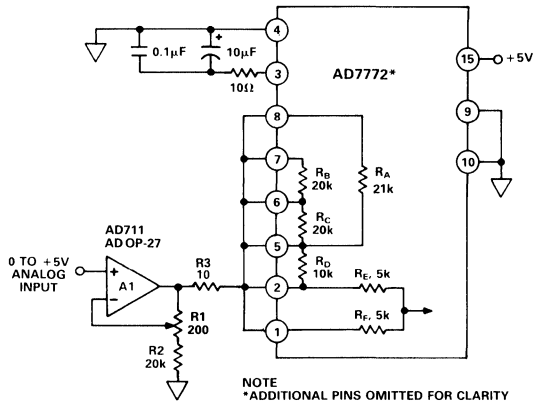 4
0.1µF
+
10µF
3
10Ω
AD7772*
15
+5V
8
9
7
RB
20k
RA
21k
10
6
RC
20k
5
RD
10k
AD711
AD OP-27
0 TO +5V
ANALOG
INPUT
+
A1
−
R3
10
2
RE, 5k
R1
200
1
RF, 5k
R2
20k
NOTE
*ADDITIONAL PINS OMITTED FOR CLARITY